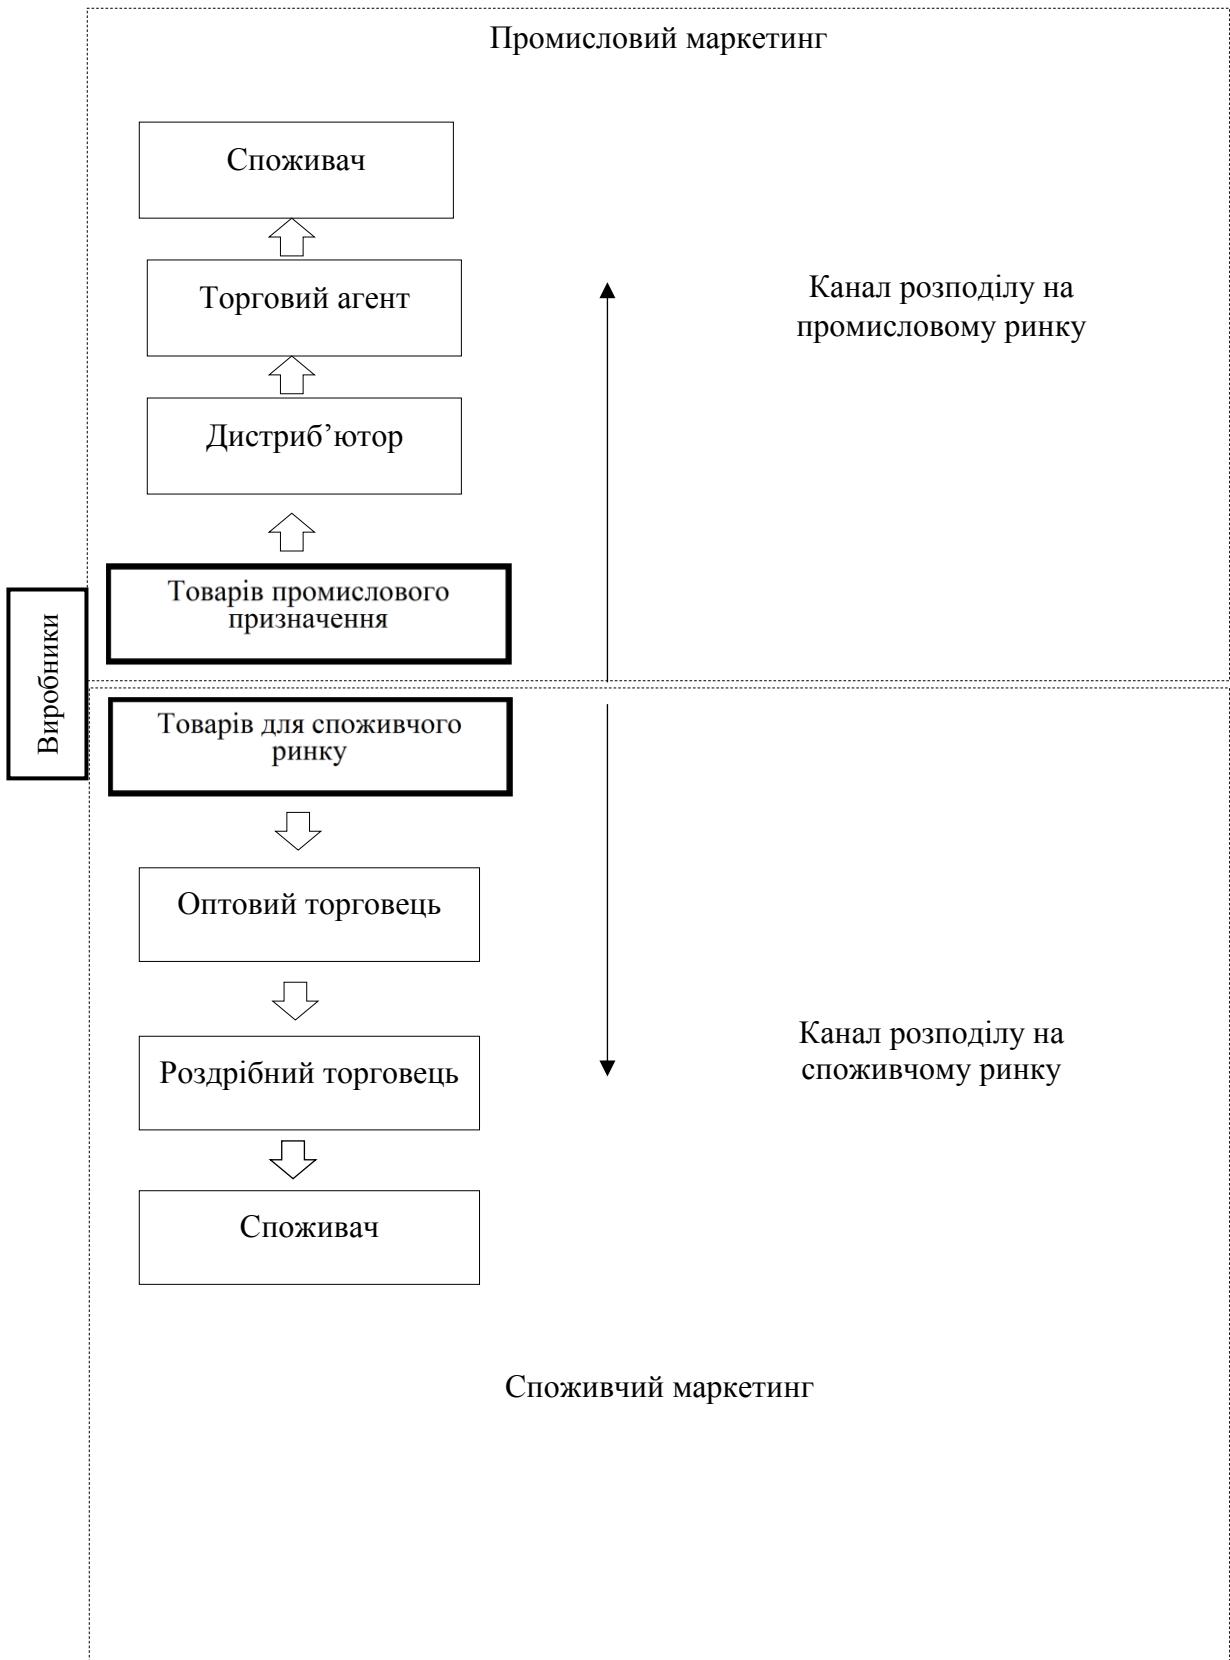 Промисловий маркетинг
Споживач
Торговий агент
Канал розподілу на
промисловому ринку
Дистриб’ютор
Товарів промислового
призначення
Виробники
Товарів для споживчого
ринку
Оптовий торговець
Роздрібний торговець
Канал розподілу на
споживчому ринку
Споживач
Споживчий маркетинг